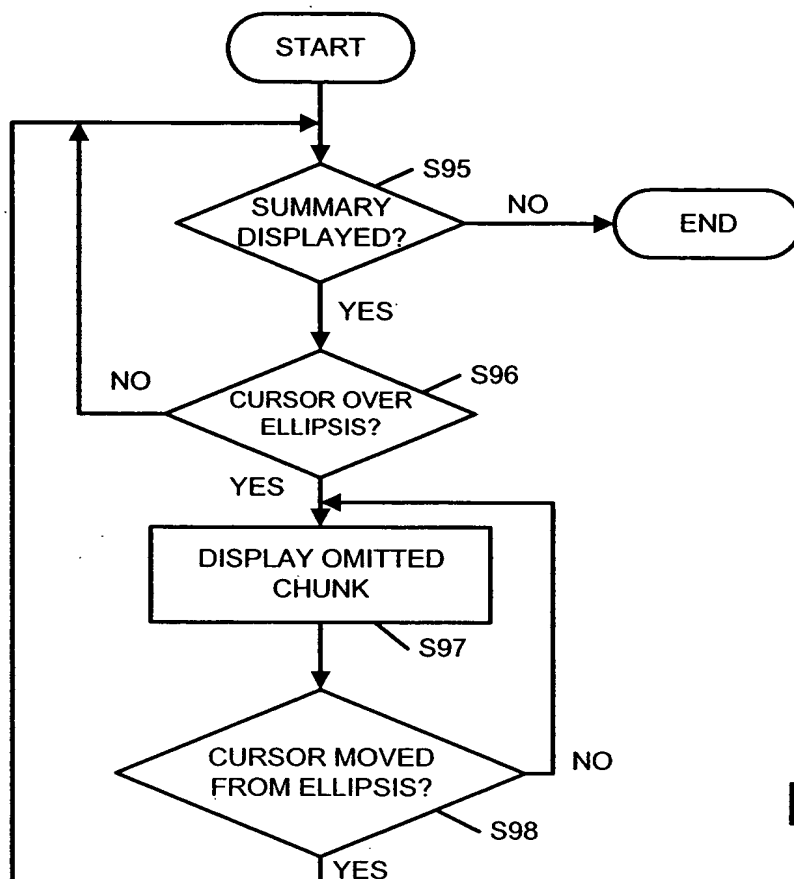 START
S95
SUMMARY
DISPLAYED?
NO
END
YES
NO
S96
CURSOR OVER
ELLIPSIS?
YES
DISPLAY OMITTED
CHUNK
S97
CURSOR MOVED
FROM ELLIPSIS?
NO
S98
YES